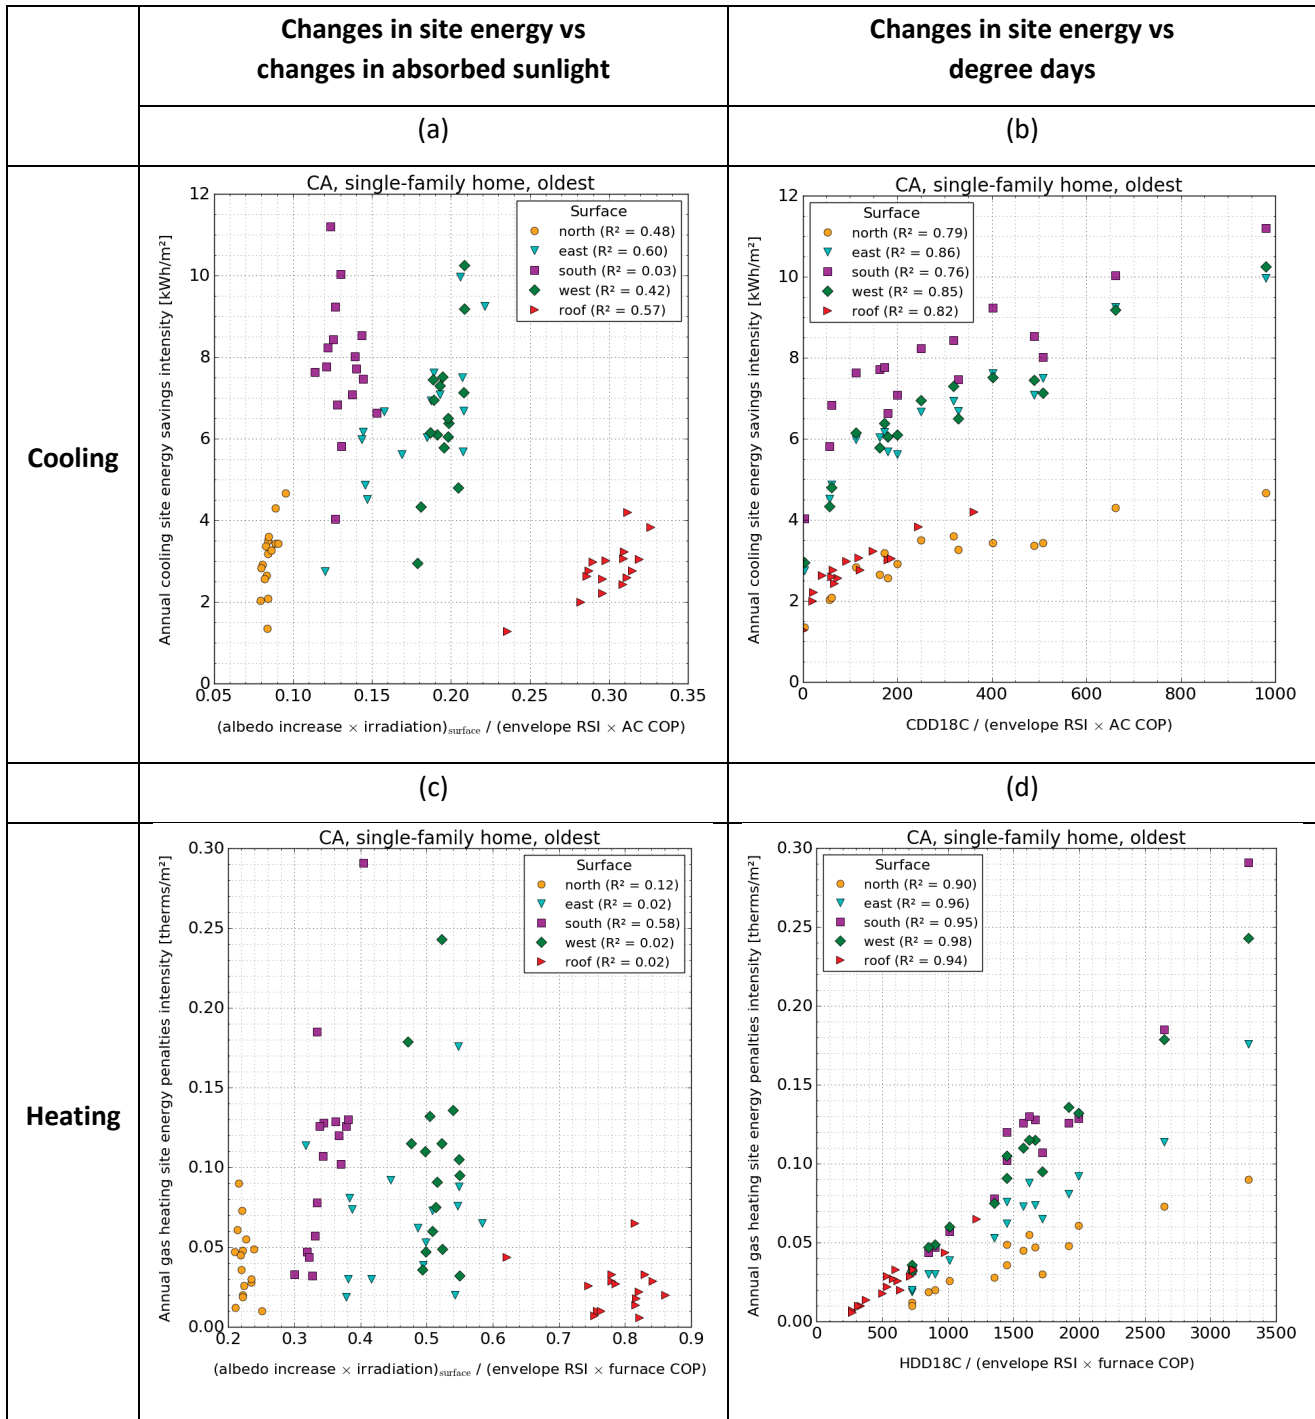 Changes in site energy vs
changes in absorbed sunlight
Changes in site energy vs
degree days
(a)
(b)
Cooling
CA, single-family home, oldest
Annual cooling site energy savings intensity [kWh/m²]
12
10
8
6
4
2
0
Surface
north (R² = 0.48)
east (R² = 0.60)
south (R² = 0.03)
west (R² = 0.42)
roof (R² = 0.57)
0.05 0.10 0.15 0.20 0.25 0.30 0.35
(albedo increase × irradiation)surface / (envelope RSI × AC COP)
CA, single-family home, oldest
Annual cooling site energy savings intensity [kWh/m²]
12
10
8
6
4
2
0
Surface
north (R² = 0.79)
east (R² = 0.86)
south (R² = 0.76)
west (R² = 0.85)
roof (R² = 0.82)
0 200 400 600 800 1000
CDD18C / (envelope RSI × AC COP)
(c)
(d)
Heating
CA, single-family home, oldest
Annual gas heating site energy penalties intensity [therms/m²]
0.30
0.25
0.20
0.15
0.10
0.05
0.00
Surface
north (R² = 0.12)
east (R² = 0.02)
south (R² = 0.58)
west (R² = 0.02)
roof (R² = 0.02)
0.2 0.3 0.4 0.5 0.6 0.7 0.8 0.9
(albedo increase × irradiation)surface / (envelope RSI × furnace COP)
CA, single-family home, oldest
Annual gas heating site energy penalties intensity [therms/m²]
0.30
0.25
0.20
0.15
0.10
0.05
0.00
Surface
north (R² = 0.90)
east (R² = 0.96)
south (R² = 0.95)
west (R² = 0.98)
roof (R² = 0.94)
0 500 1000 1500 2000 2500 3000 3500
HDD18C / (envelope RSI × furnace COP)